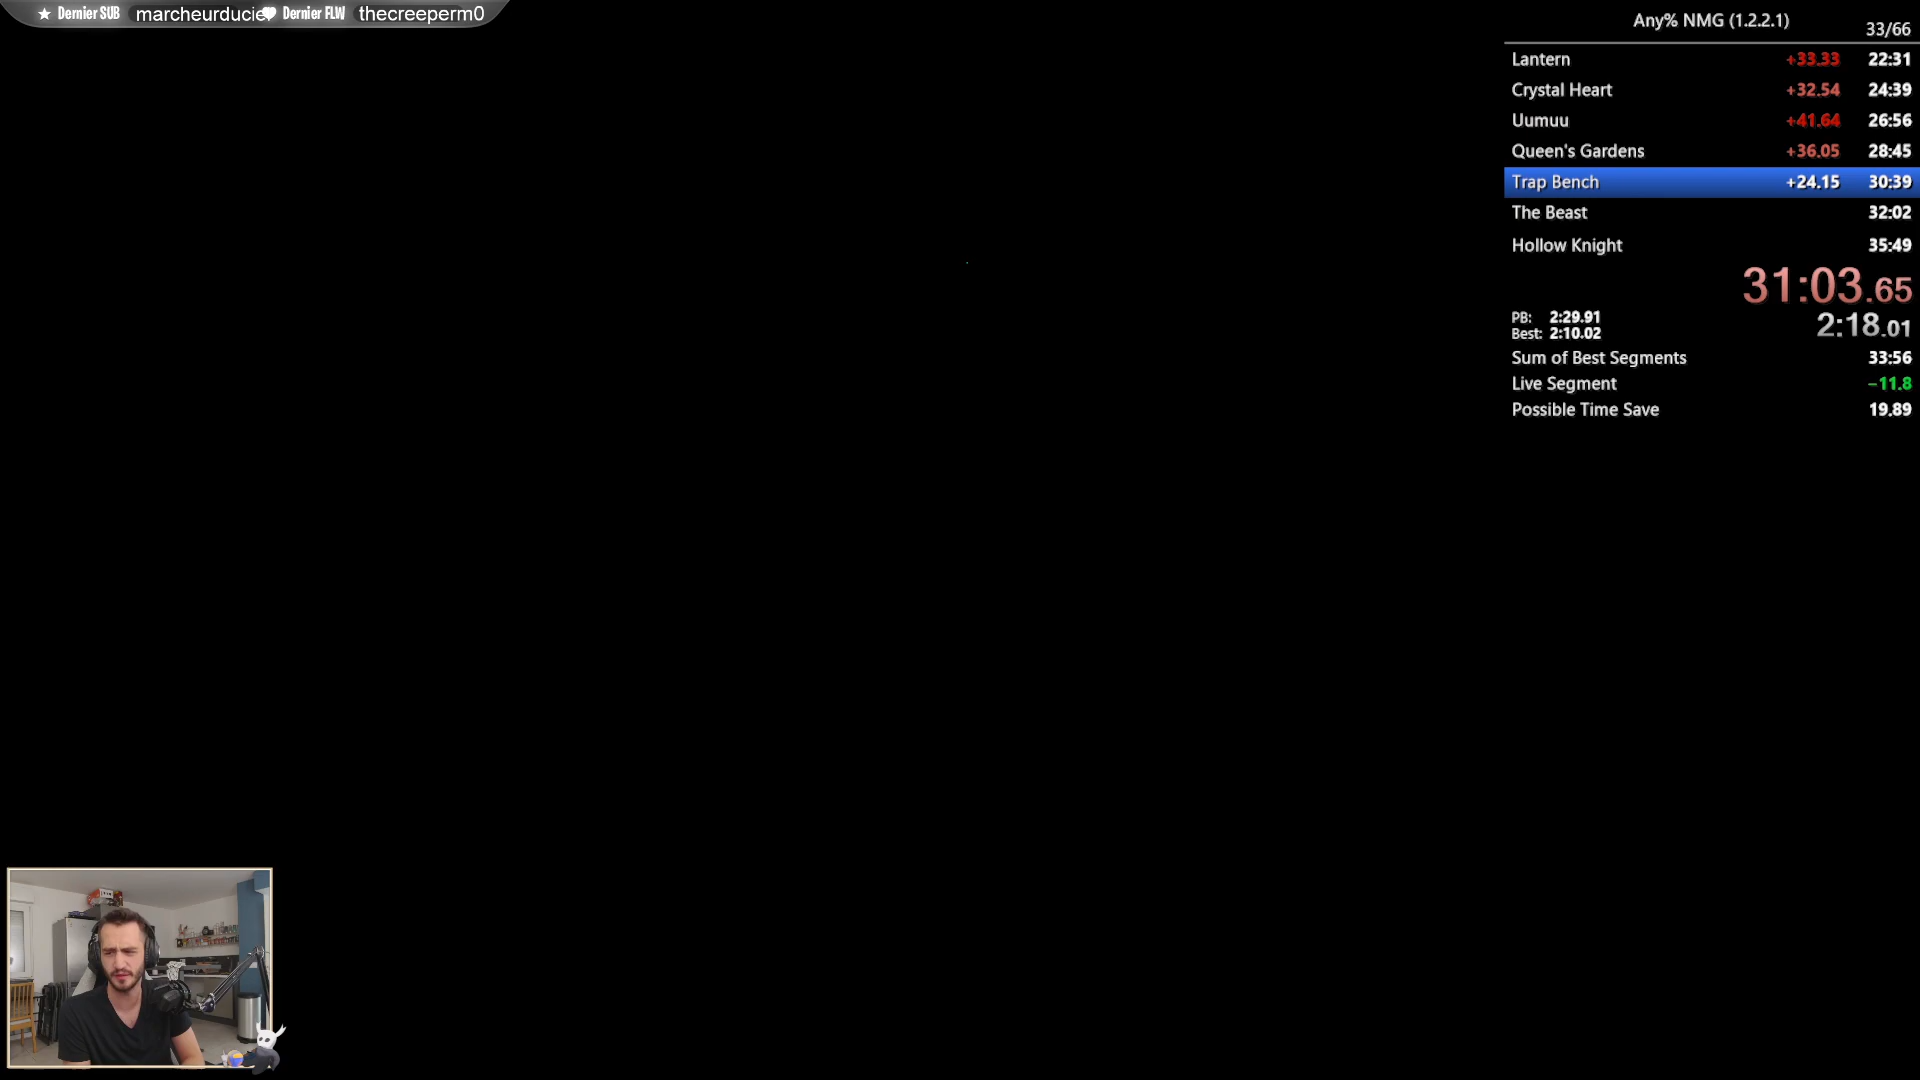 ★ Dernier SUB marcheurducie Dernier FLW thecreeperm0
Any% NMG (1.2.2.1)
33/66
Lantern +33.33 22:31
Crystal Heart +32.54 24:39
Uumuu +41.64 26:56
Queen's Gardens +36.05 28:45
Trap Bench +24.15 30:39
The Beast 32:02
Hollow Knight 35:49
31:03.65
PB: 2:29.91
Best: 2:10.02
2:18.01
Sum of Best Segments 33:56
Live Segment −11.8
Possible Time Save 19.89